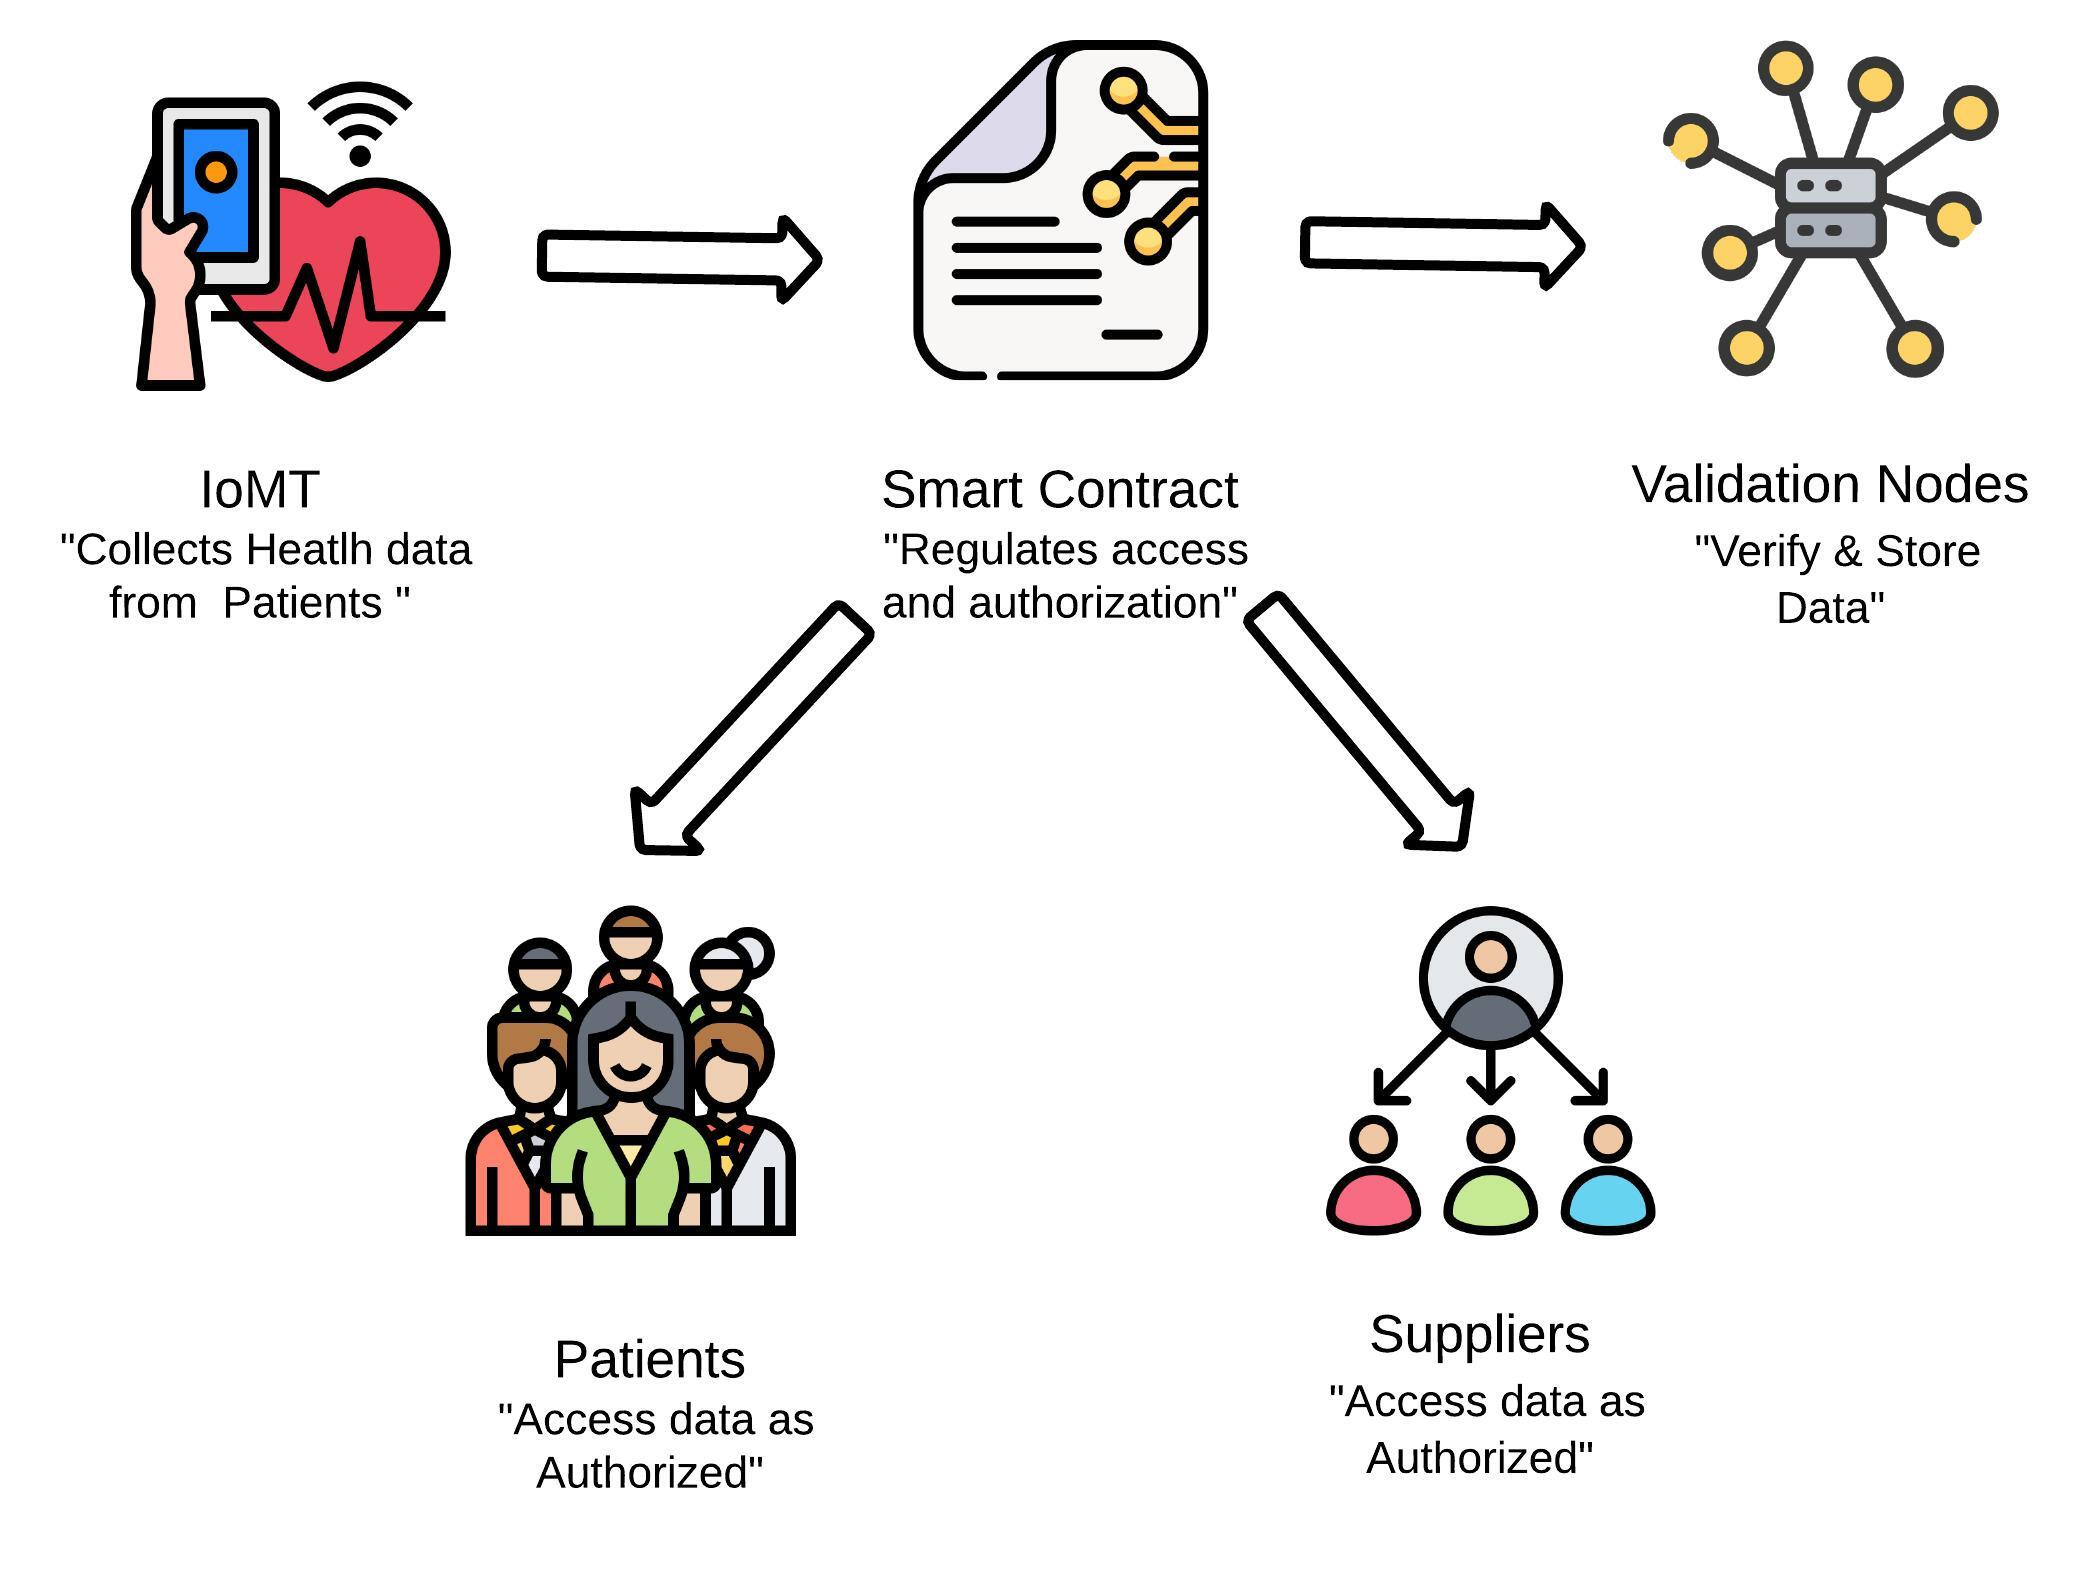 IoMT
"Collects Heatlh data
from  Patients "
Smart Contract
"Regulates access
and authorization"
Validation Nodes
"Verify & Store
Data"
Patients
"Access data as
Authorized"
Suppliers
"Access data as
Authorized"